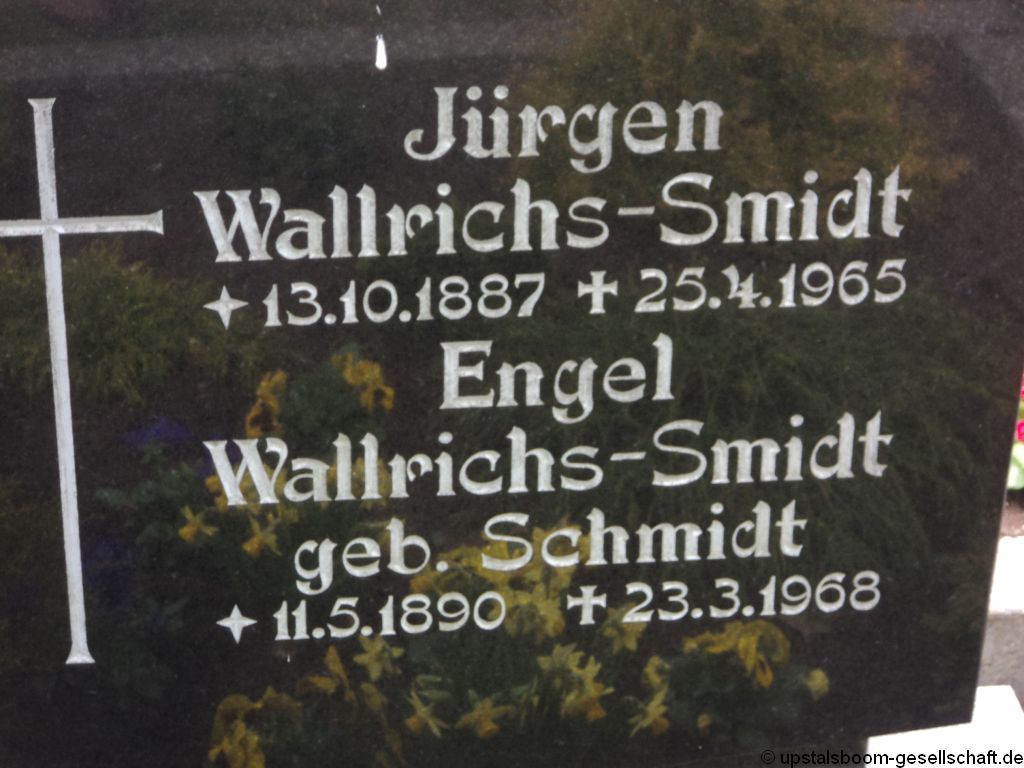 Jürgen
Wallrichs-Smidt
✦ 13.10.1887 ✝ 25.4.1965
Engel
Wallrichs-Smidt
geb. Schmidt
✦ 11.5.1890 ✝ 23.3.1968
© upstalsboom-gesellschaft.de